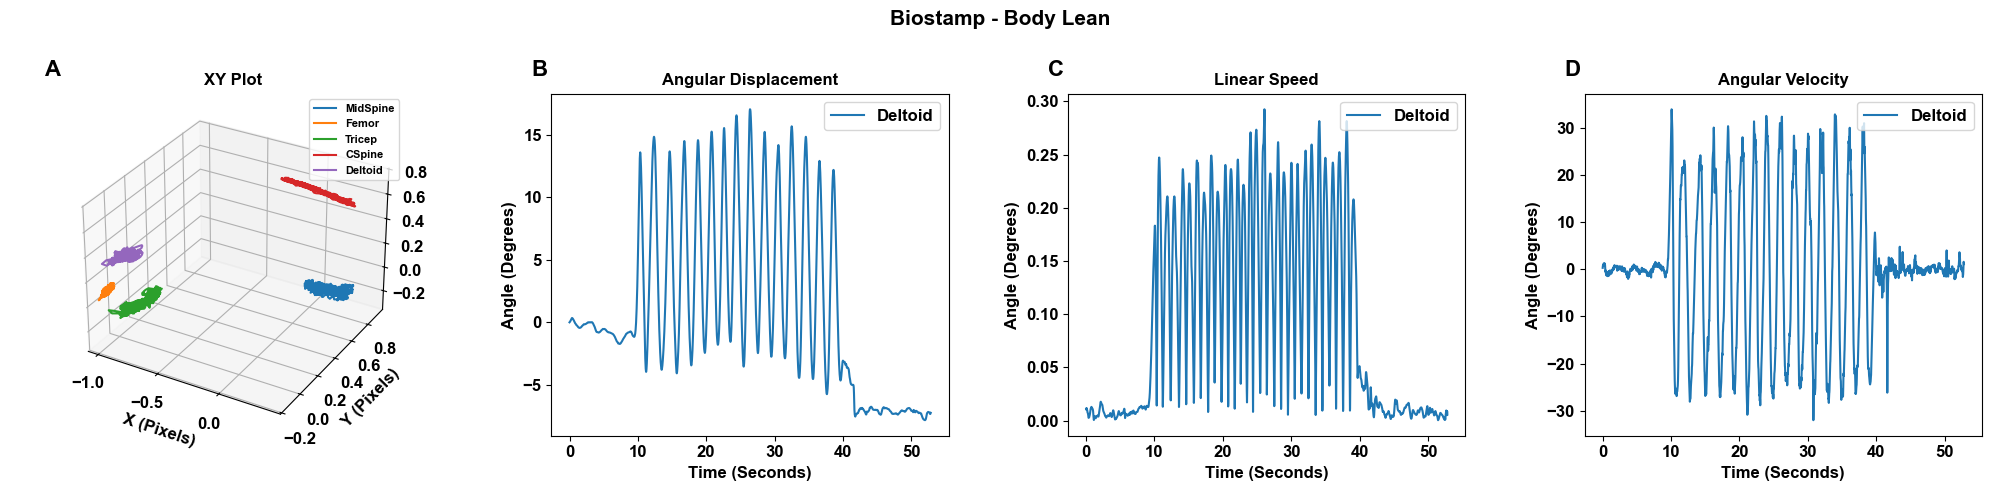 Biostamp - Body Lean
A
XY Plot
MidSpine
Femor
Tricep
CSpine
Deltoid
0.8
0.6
0.4
0.2
0.0
−0.2
0.8
0.6
0.4
0.2
0.0
−0.2
Y (Pixels)
−1.0
−0.5
0.0
X (Pixels)
B
Angular Displacement
Deltoid
15
10
5
0
−5
Angle (Degrees)
0 10 20 30 40 50
Time (Seconds)
C
Linear Speed
Deltoid
0.30
0.25
0.20
0.15
0.10
0.05
0.00
Angle (Degrees)
0 10 20 30 40 50
Time (Seconds)
D
Angular Velocity
Deltoid
30
20
10
0
−10
−20
−30
Angle (Degrees)
0 10 20 30 40 50
Time (Seconds)